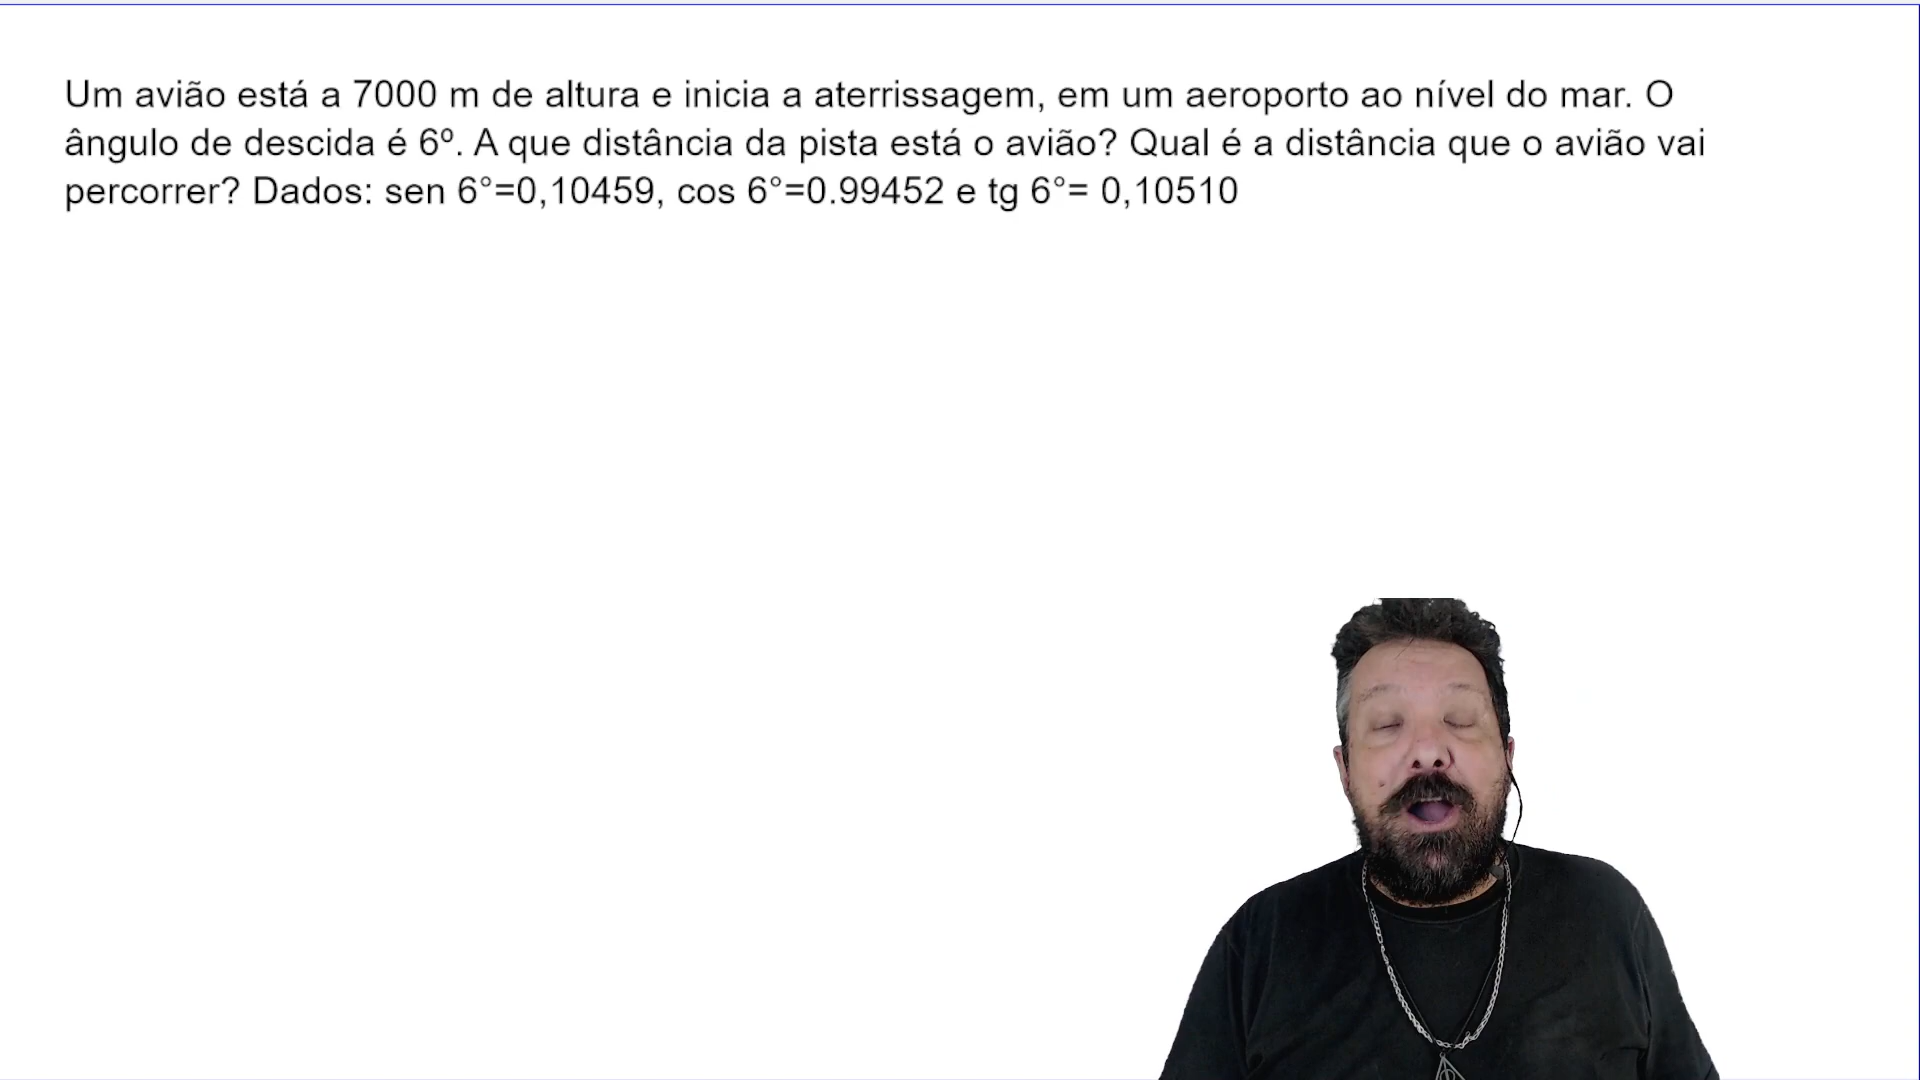 Um avião está a 7000 m de altura e inicia a aterrissagem, em um aeroporto ao nível do mar. O
ângulo de descida é 6º. A que distância da pista está o avião? Qual é a distância que o avião vai
percorrer? Dados: sen 6°=0,10459, cos 6°=0.99452 e tg 6°= 0,10510